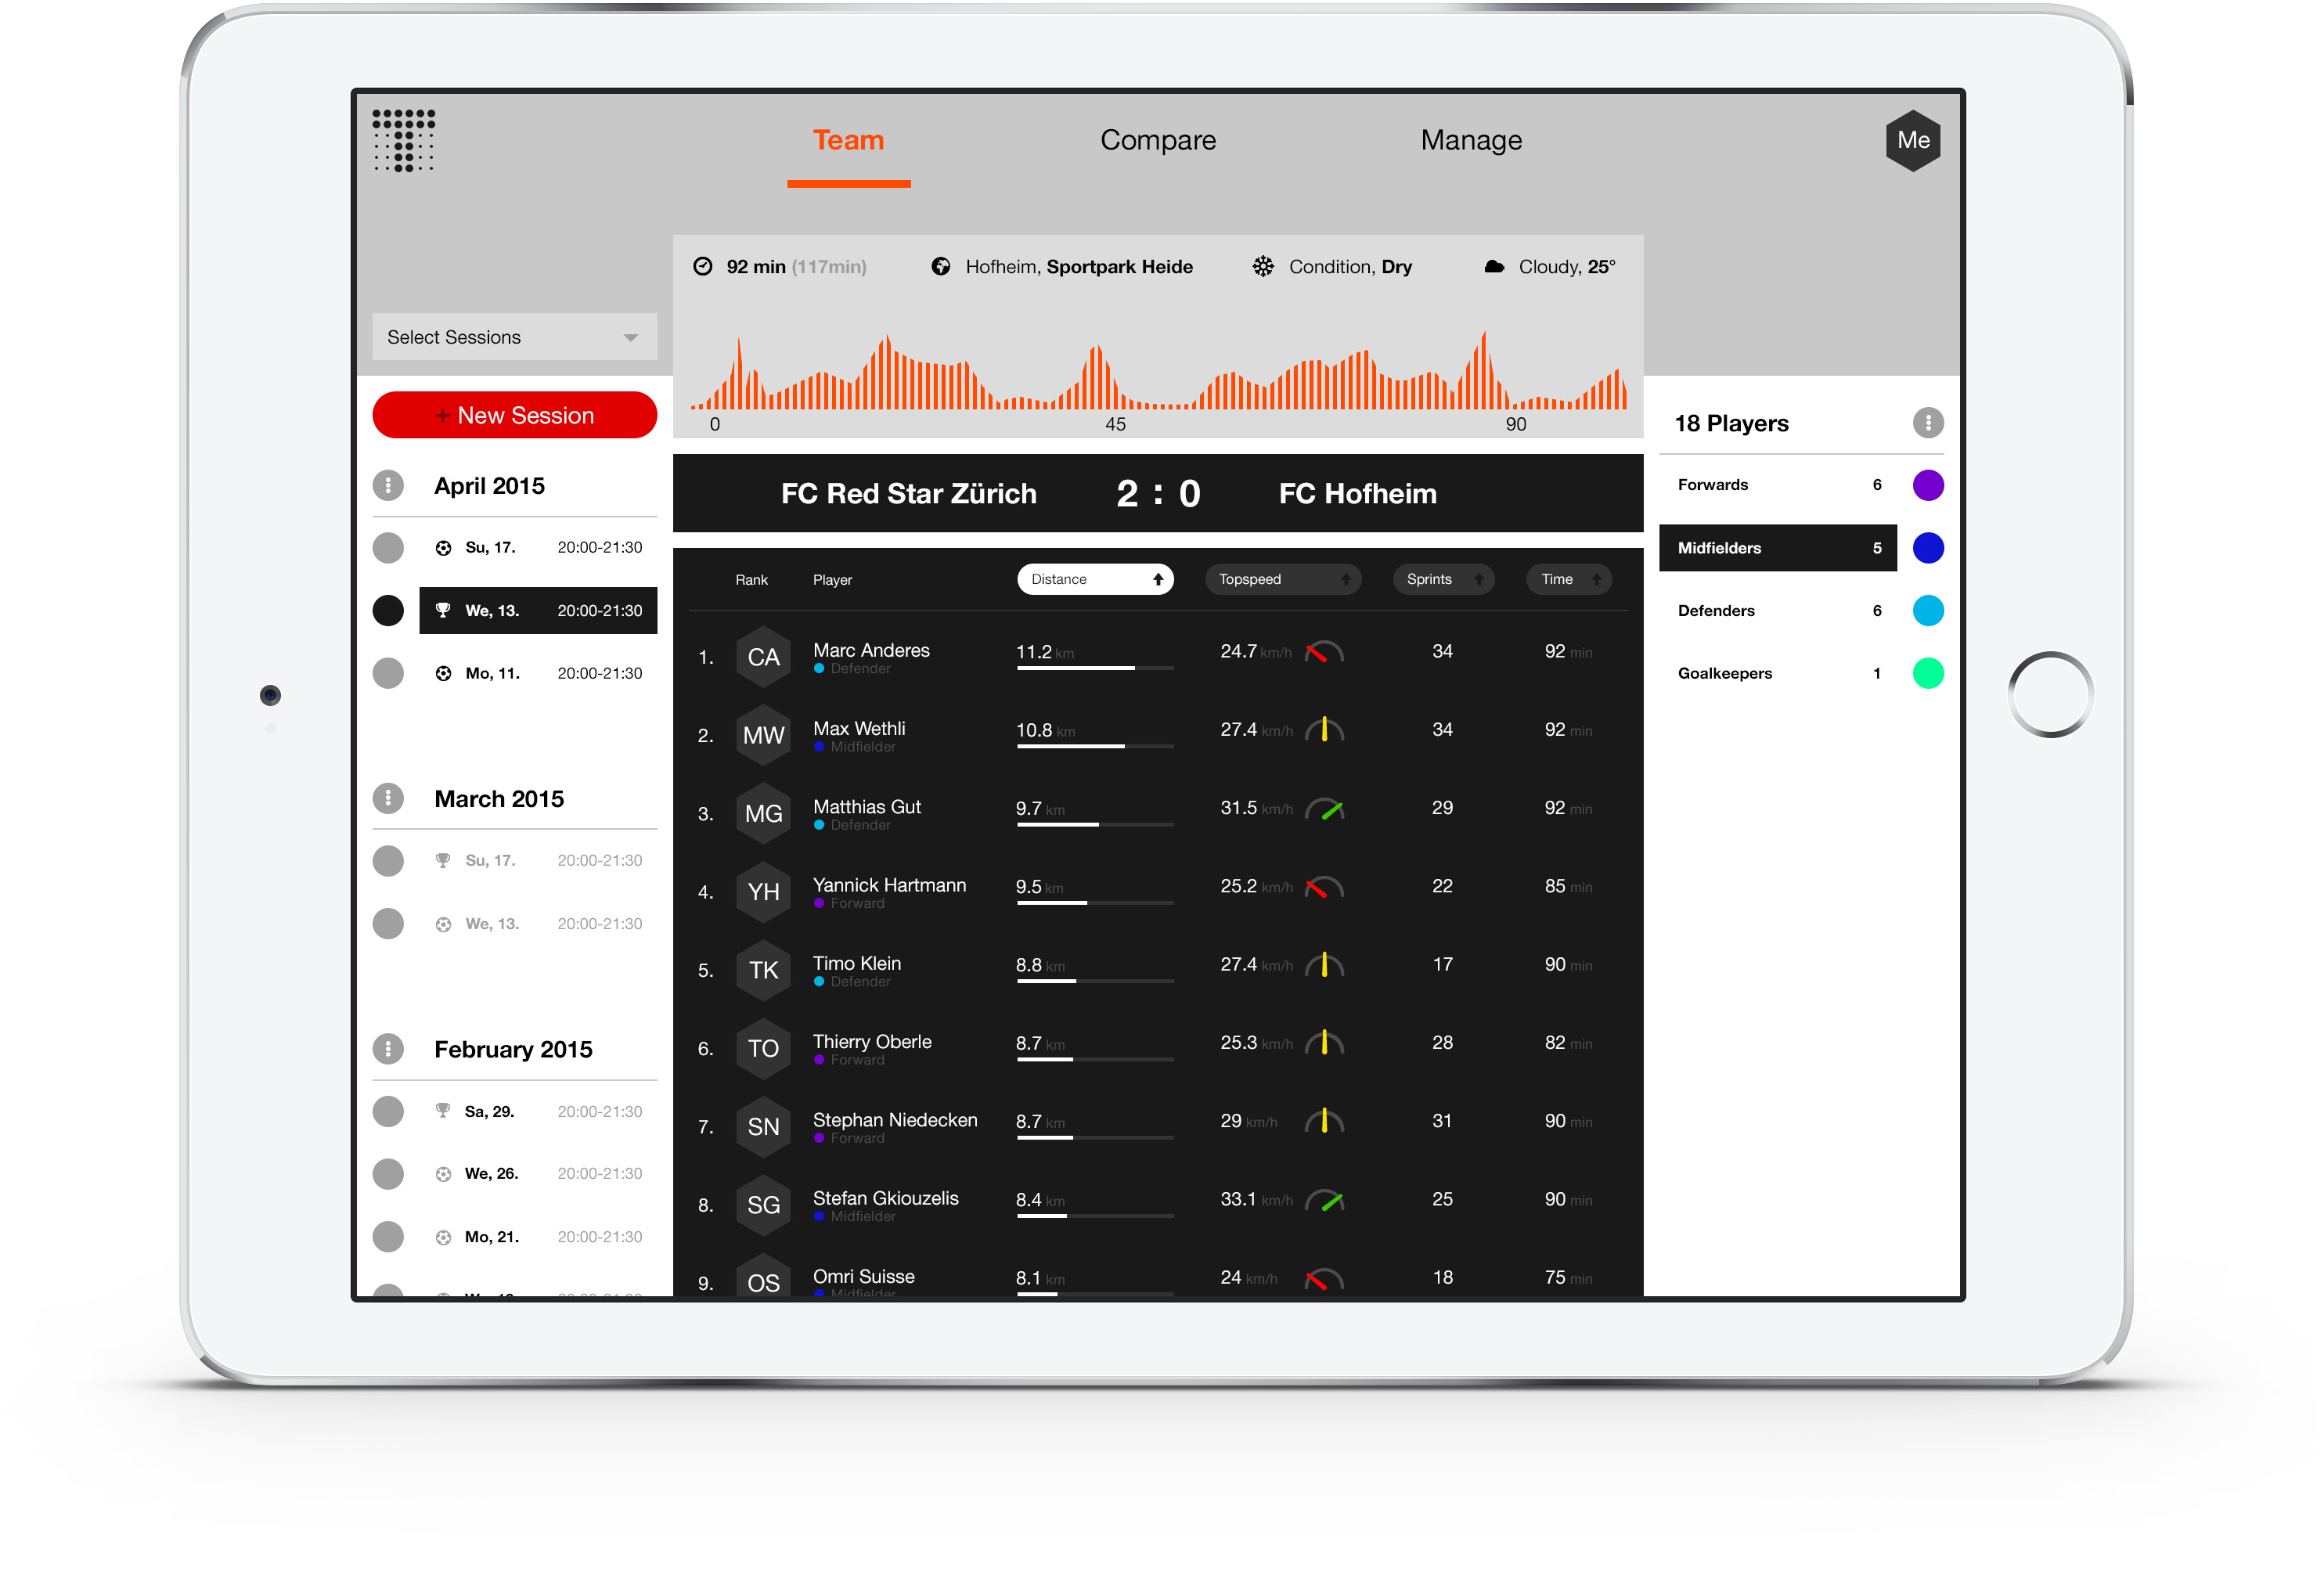 Team
Compare
Manage
Me
92 min (117min)
Hofheim, Sportpark Heide
Condition, Dry
Cloudy, 25°
0
45
90
Select Sessions
+ New Session
April 2015
Su, 17. 20:00-21:30
We, 13. 20:00-21:30
Mo, 11. 20:00-21:30
March 2015
Su, 17. 20:00-21:30
We, 13. 20:00-21:30
February 2015
Sa, 29. 20:00-21:30
We, 26. 20:00-21:30
Mo, 21. 20:00-21:30
FC Red Star Zürich 2 : 0 FC Hofheim
Rank Player Distance Topspeed Sprints Time
1. CA Marc Anderes 11.2 km 24.7 km/h 34 92 min
Defender
2. MW Max Wethli 10.8 km 27.4 km/h 34 92 min
Midfielder
3. MG Matthias Gut 9.7 km 31.5 km/h 29 92 min
Defender
4. YH Yannick Hartmann 9.5 km 25.2 km/h 22 85 min
Forward
5. TK Timo Klein 8.8 km 27.4 km/h 17 90 min
Defender
6. TO Thierry Oberle 8.7 km 25.3 km/h 28 82 min
Forward
7. SN Stephan Niedecken 8.7 km 29 km/h 31 90 min
Forward
8. SG Stefan Gkiouzelis 8.4 km 33.1 km/h 25 90 min
Midfielder
9. OS Omri Suisse 8.1 km 24 km/h 18 75 min
Midfielder
18 Players
Forwards 6
Midfielders 5
Defenders 6
Goalkeepers 1